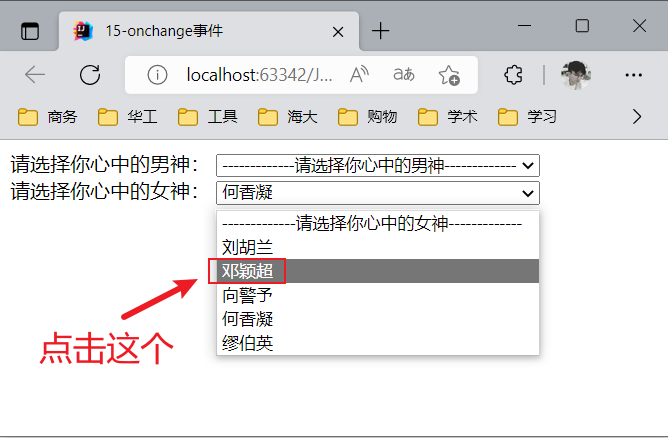 15-onchange事件
localhost:63342/J...
商务 华工 工具 海大 购物 学术 学习
请选择你心中的男神： -------------请选择你心中的男神-------------
请选择你心中的女神： 何香凝
-------------请选择你心中的女神-------------
刘胡兰
邓颖超
向警予
何香凝
缪伯英
点击这个